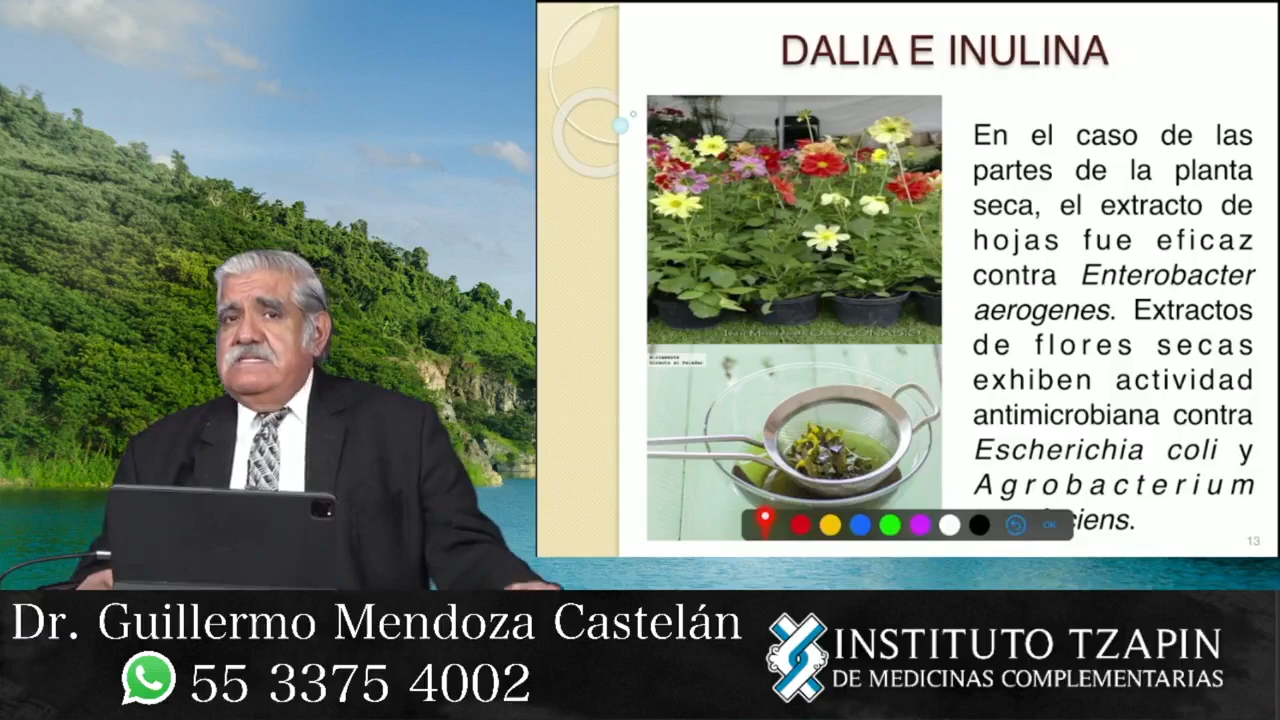 DALIA E INULINA
En el caso de las
partes de la planta
seca, el extracto de
hojas fue eficaz
contra Enterobacter
aerogenes. Extractos
de flores secas
exhiben actividad
antimicrobiana contra
Escherichia coli y
Agrobacterium
ciens.
OK
13
Dr. Guillermo Mendoza Castelán
55 3375 4002
INSTITUTO TZAPIN
DE MEDICINAS COMPLEMENTARIAS